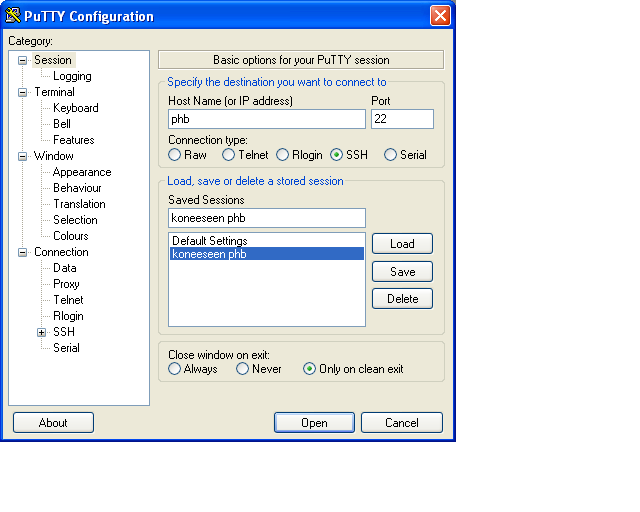 PuTTY Configuration
Category:
Session
Logging
Terminal
Keyboard
Bell
Features
Window
Appearance
Behaviour
Translation
Selection
Colours
Connection
Data
Proxy
Telnet
Rlogin
SSH
Serial
Basic options for your PuTTY session
Specify the destination you want to connect to
Host Name (or IP address) Port
phb 22
Connection type:
Raw Telnet Rlogin SSH Serial
Load, save or delete a stored session
Saved Sessions
koneeseen phb
Default Settings
koneeseen phb
Load
Save
Delete
Close window on exit:
Always Never Only on clean exit
About Open Cancel